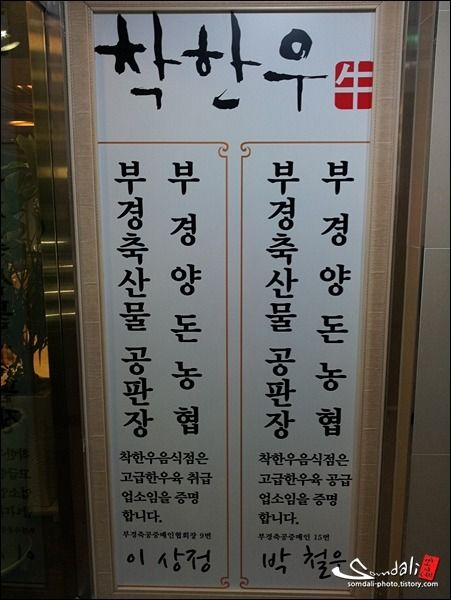 착한우 牛
부경양돈농협
부경축산물 공판장
착한우음식점은
고급한우육 취급
업소임을 증명
합니다.
부경축공중매인협회장 9번
이 상정
부경양돈농협
부경축산물 공판장
착한우음식점은
고급한우육 공급
업소임을 증명
합니다.
부경축공중매인 15번
박 철웅
Somdali
somdali-photo.tistory.com